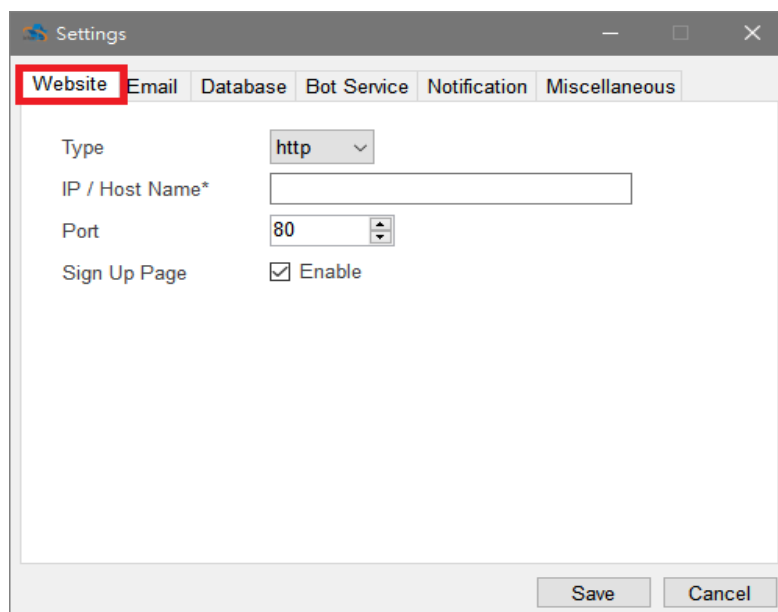 Settings
Website Email Database Bot Service Notification Miscellaneous
Type http
IP / Host Name*
Port 80
Sign Up Page Enable
Save Cancel